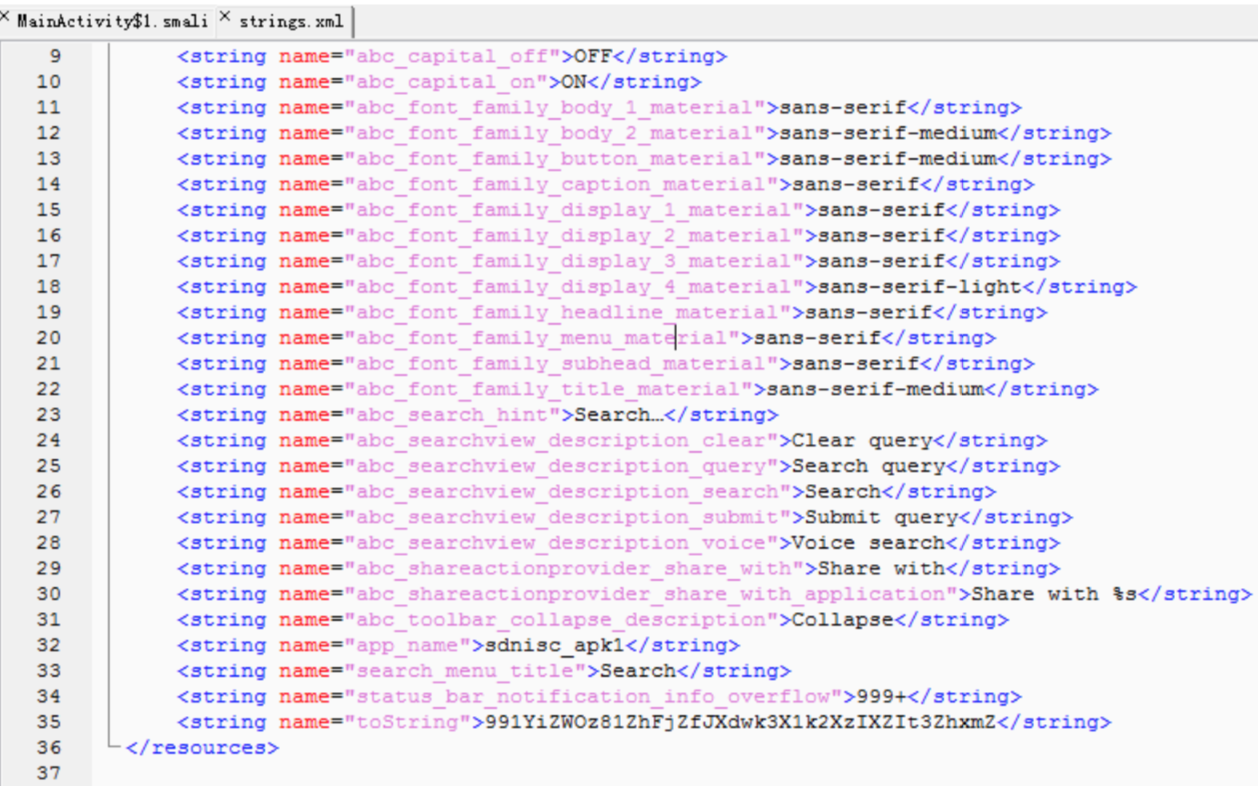 MainActivity$1.smali strings.xml
9 <string name="abc_capital_off">OFF</string>
10 <string name="abc_capital_on">ON</string>
11 <string name="abc_font_family_body_1_material">sans-serif</string>
12 <string name="abc_font_family_body_2_material">sans-serif-medium</string>
13 <string name="abc_font_family_button_material">sans-serif-medium</string>
14 <string name="abc_font_family_caption_material">sans-serif</string>
15 <string name="abc_font_family_display_1_material">sans-serif</string>
16 <string name="abc_font_family_display_2_material">sans-serif</string>
17 <string name="abc_font_family_display_3_material">sans-serif</string>
18 <string name="abc_font_family_display_4_material">sans-serif-light</string>
19 <string name="abc_font_family_headline_material">sans-serif</string>
20 <string name="abc_font_family_menu_material">sans-serif</string>
21 <string name="abc_font_family_subhead_material">sans-serif</string>
22 <string name="abc_font_family_title_material">sans-serif-medium</string>
23 <string name="abc_search_hint">Search…</string>
24 <string name="abc_searchview_description_clear">Clear query</string>
25 <string name="abc_searchview_description_query">Search query</string>
26 <string name="abc_searchview_description_search">Search</string>
27 <string name="abc_searchview_description_submit">Submit query</string>
28 <string name="abc_searchview_description_voice">Voice search</string>
29 <string name="abc_shareactionprovider_share_with">Share with</string>
30 <string name="abc_shareactionprovider_share_with_application">Share with %s</string>
31 <string name="abc_toolbar_collapse_description">Collapse</string>
32 <string name="app_name">sdnisc_apk1</string>
33 <string name="search_menu_title">Search</string>
34 <string name="status_bar_notification_info_overflow">999+</string>
35 <string name="toString">991YiZWOz81ZhFjZfJXdwk3X1k2XzIXZIt3ZhxmZ</string>
36 </resources>
37